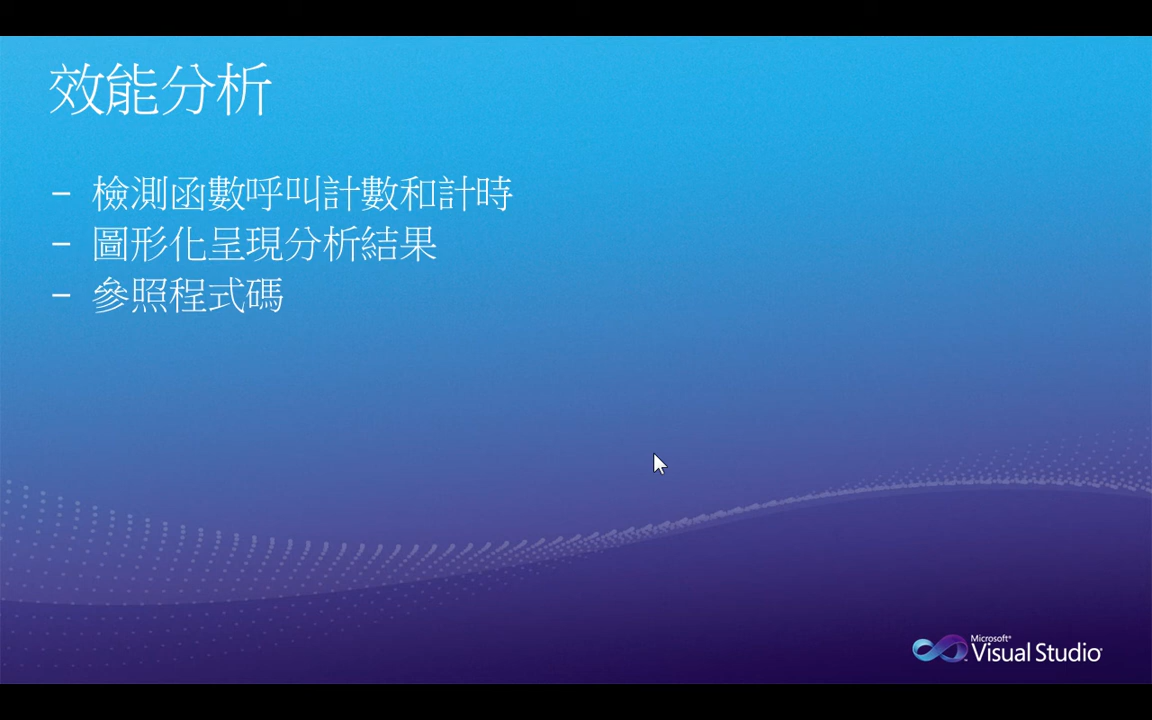 效能分析
– 檢測函數呼叫計數和計時
– 圖形化呈現分析結果
– 參照程式碼
Microsoft®
Visual Studio®